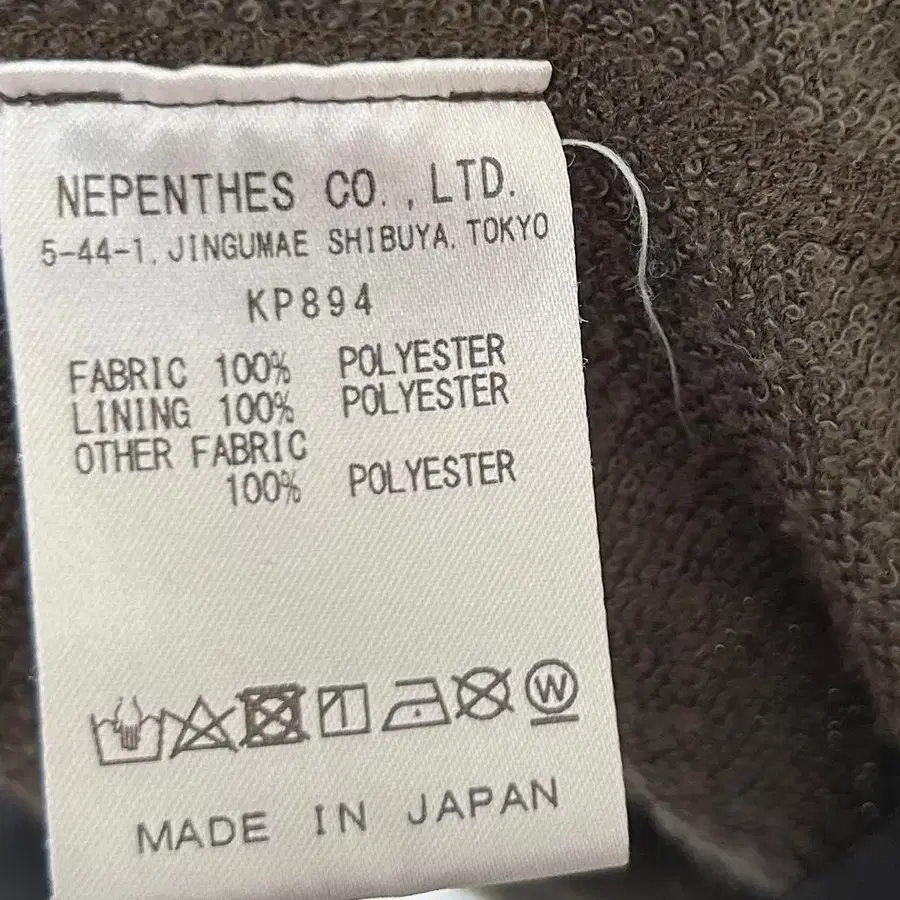 NEPENTHES CO., LTD.
5-44-1, JINGUMAE SHIBUYA. TOKYO
KP894
FABRIC 100% POLYESTER
LINING 100% POLYESTER
OTHER FABRIC
100% POLYESTER
W
MADE IN JAPAN